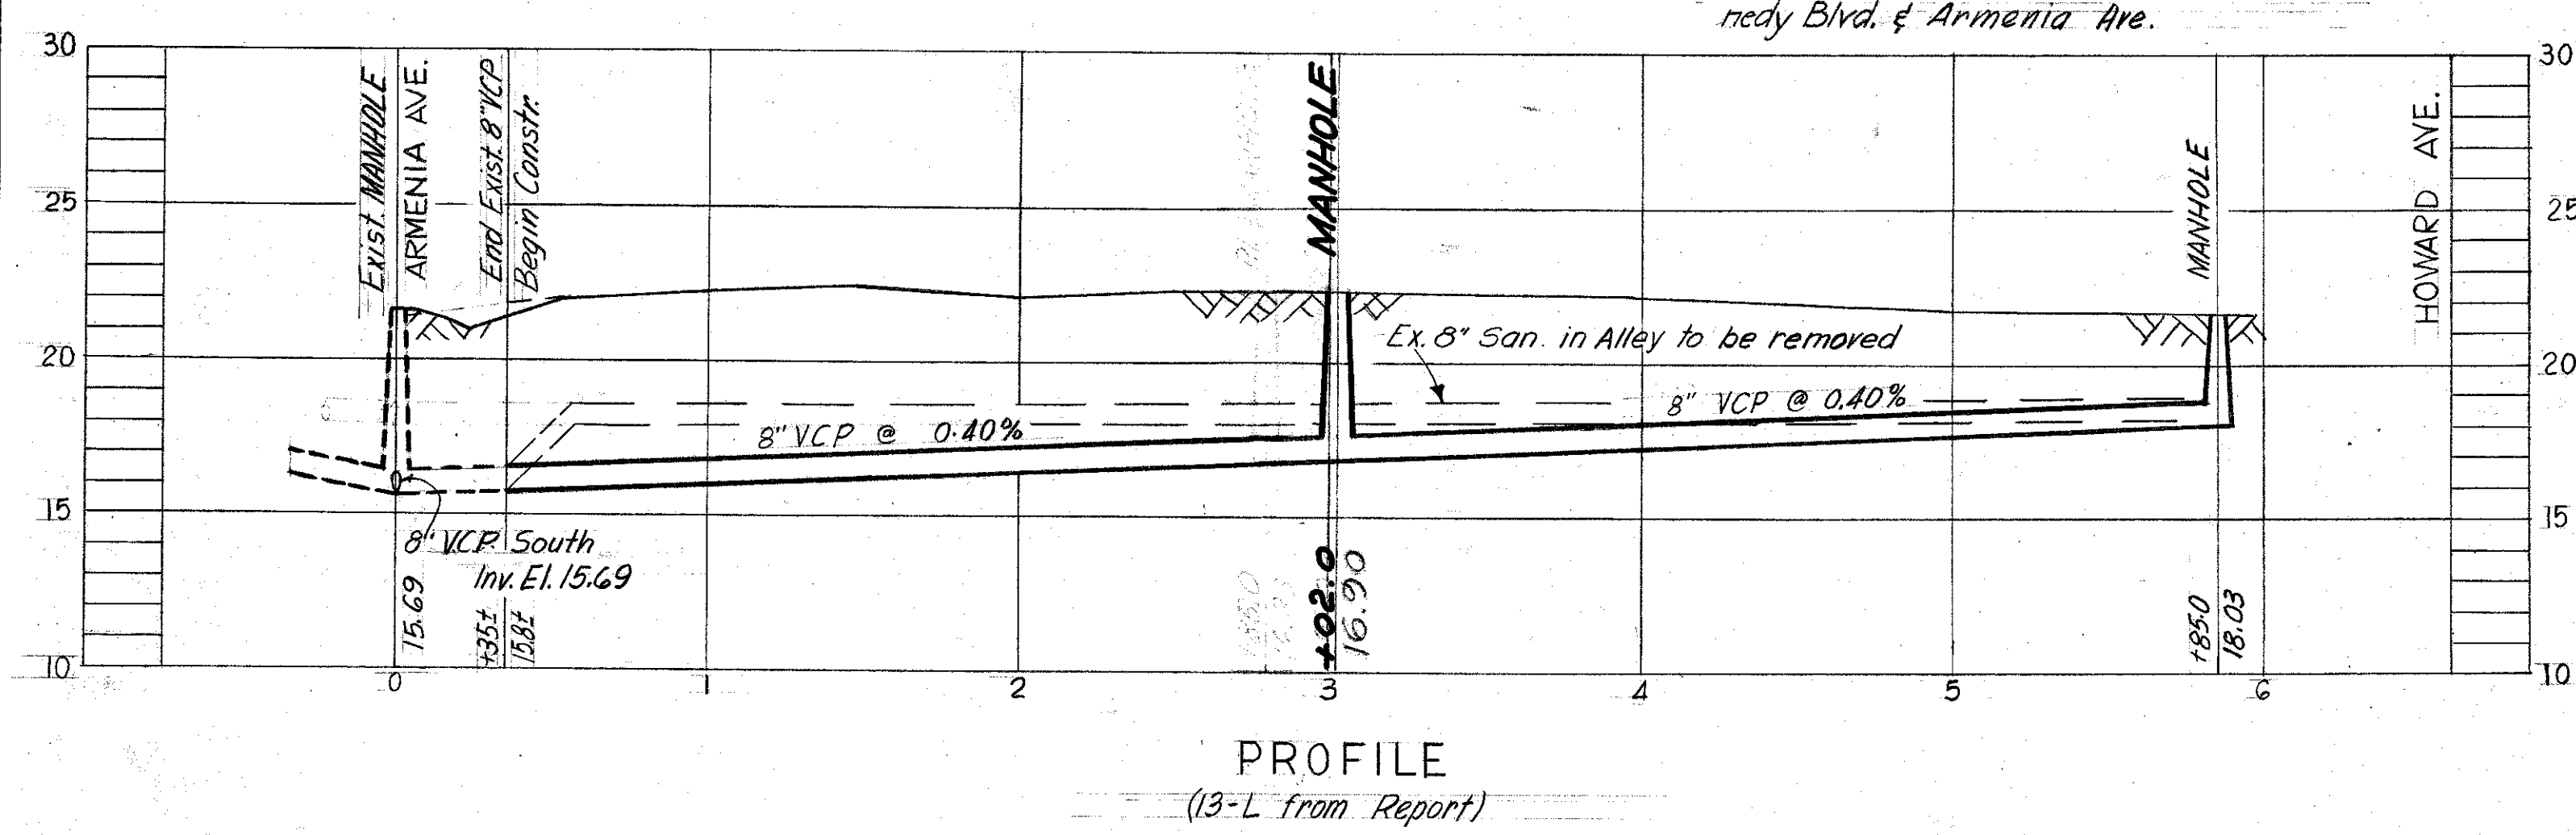 nedy Blvd. & Armenia Ave.
30
30
25
25
20
20
15
15
10
10
Exist. MANHOLE
ARMENIA AVE.
End Exist. 8" VCP
Begin Constr.
MANHOLE
MANHOLE
HOWARD AVE.
Ex. 8" San. in Alley to be removed
8" VCP @ 0.40%
8" VCP @ 0.40%
8" VCP South
Inv. El. 15.69
15.69
+35±
15.8±
+02.0
16.90
+85.0
18.03
0
1
2
3
4
5
6
PROFILE
(13-L from Report)